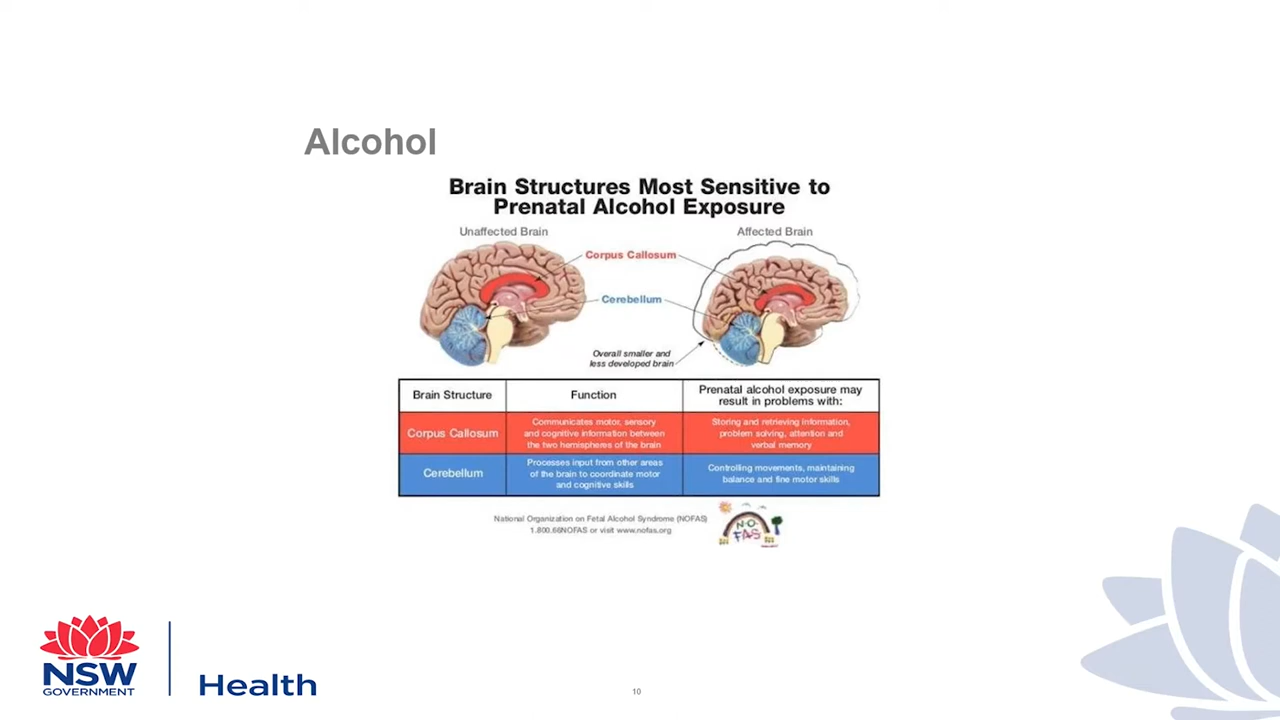 Alcohol
Brain Structures Most Sensitive to
Prenatal Alcohol Exposure
Unaffected Brain
Affected Brain
Corpus Callosum
Cerebellum
Overall smaller and
less developed brain
Brain Structure
Function
Prenatal alcohol exposure may
result in problems with:
Corpus Callosum
Communicates motor, sensory
and cognitive information between
the two hemispheres of the brain
Storing and retrieving information,
problem solving, attention and
verbal memory
Cerebellum
Processes input from other areas
of the brain to coordinate motor
and cognitive skills
Controlling movements, maintaining
balance and fine motor skills
National Organization on Fetal Alcohol Syndrome (NOFAS)
1.800.66NOFAS or visit www.nofas.org
N·O
FAS
NSW
GOVERNMENT
Health
10